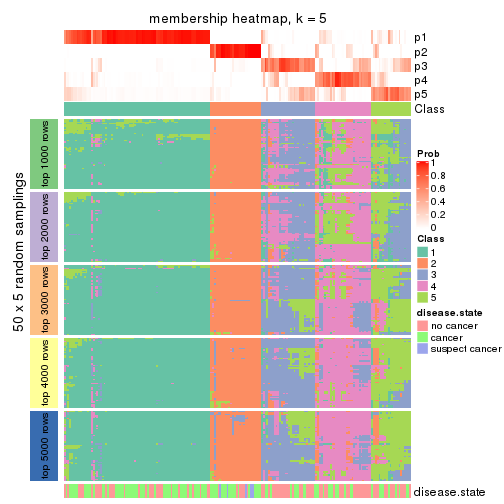 membership heatmap, k = 5
p1
p2
p3
p4
p5
Class
50 x 5 random samplings
top 1000 rows
top 2000 rows
top 3000 rows
top 4000 rows
top 5000 rows
Prob
1
0.8
0.6
0.4
0.2
0
Class
1
2
3
4
5
disease.state
no cancer
cancer
suspect cancer
disease.state